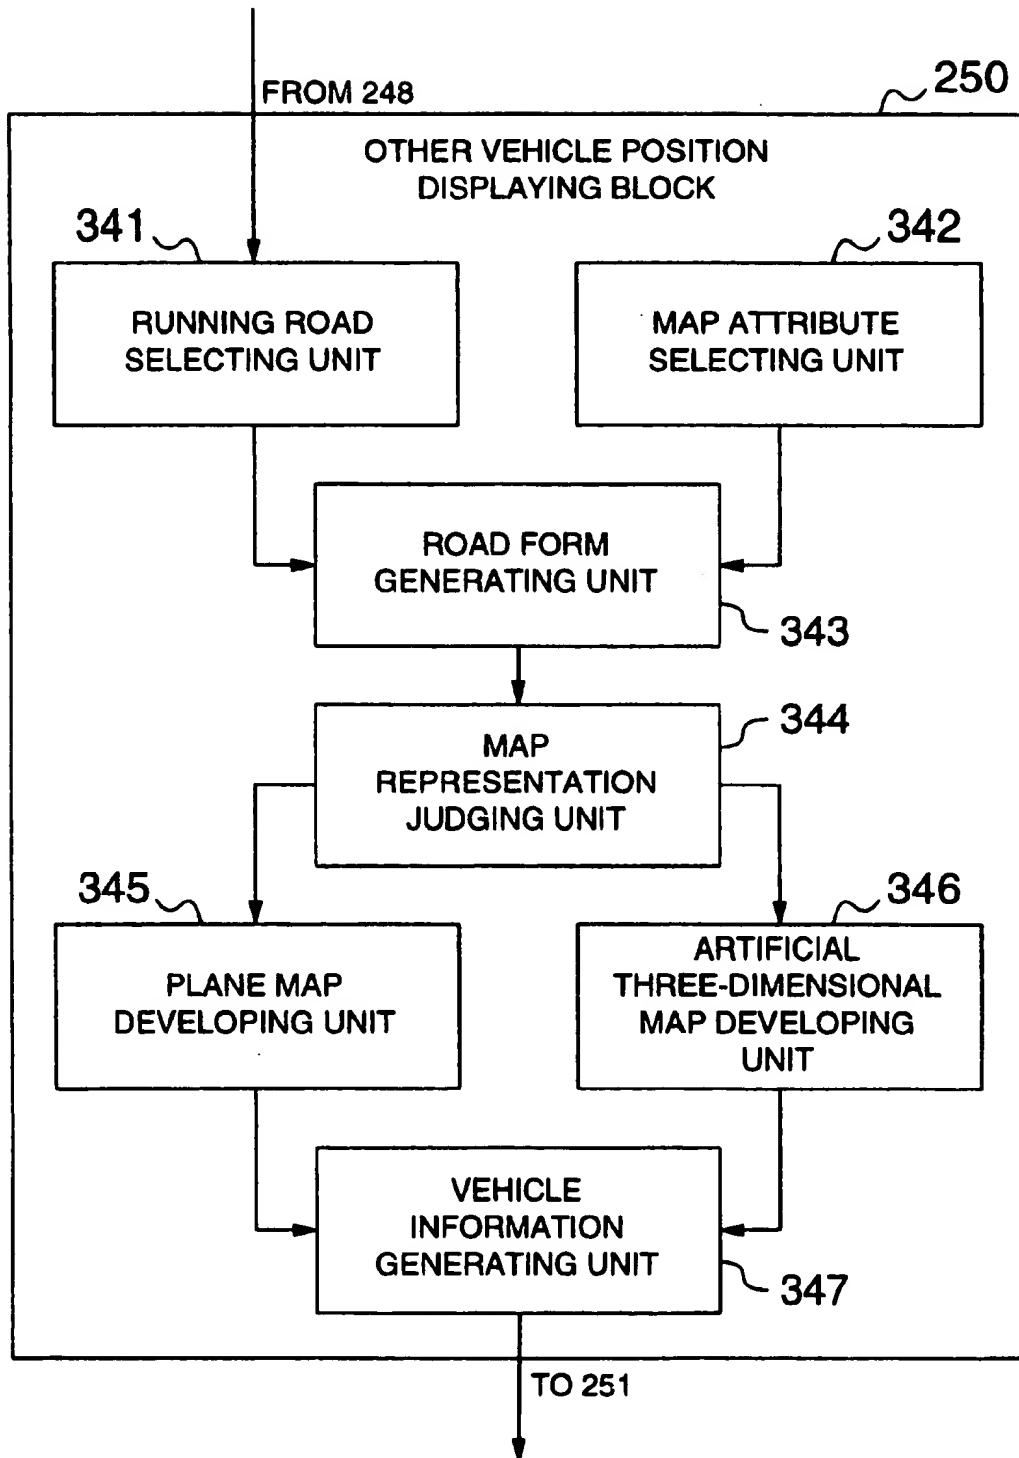 FROM 248
250
OTHER VEHICLE POSITION
DISPLAYING BLOCK
341
342
RUNNING ROAD
SELECTING UNIT
MAP ATTRIBUTE
SELECTING UNIT
ROAD FORM
GENERATING UNIT
343
344
MAP
REPRESENTATION
JUDGING UNIT
345
346
PLANE MAP
DEVELOPING UNIT
ARTIFICIAL
THREE-DIMENSIONAL
MAP DEVELOPING
UNIT
VEHICLE
INFORMATION
GENERATING UNIT
347
TO 251